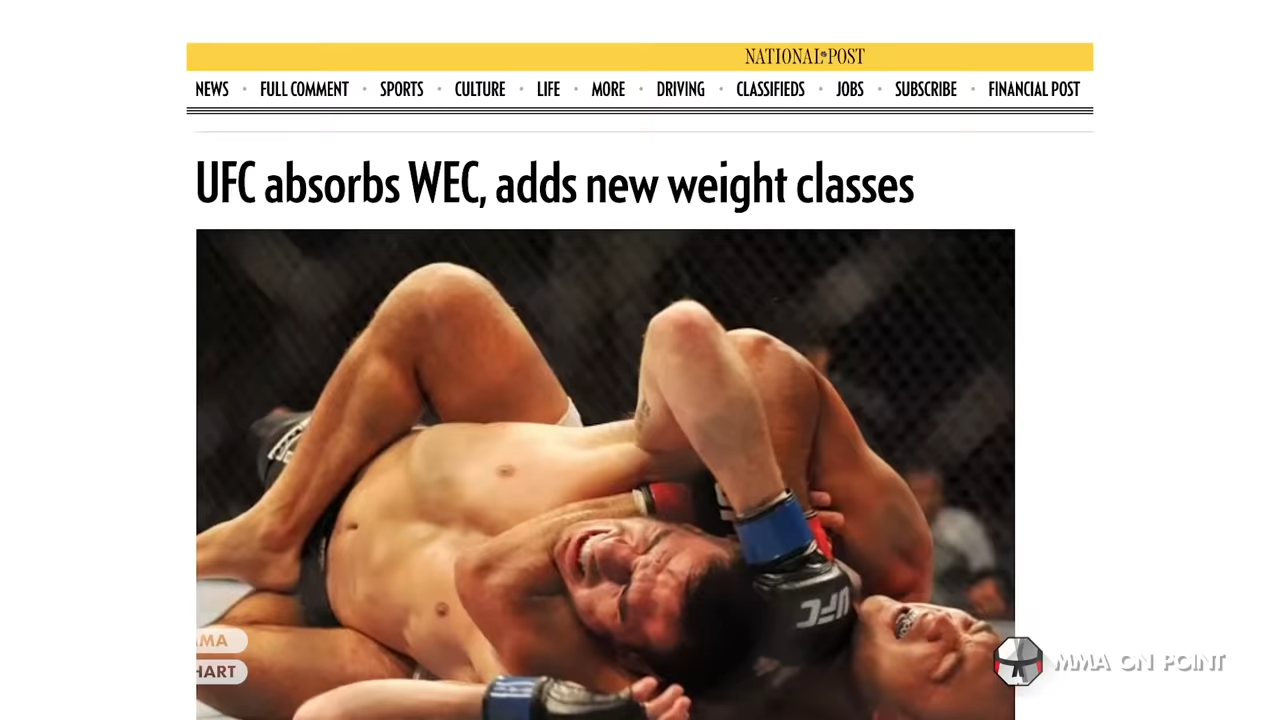 NATIONAL POST
NEWS • FULL COMMENT • SPORTS • CULTURE • LIFE • MORE • DRIVING • CLASSIFIEDS • JOBS • SUBSCRIBE • FINANCIAL POST
UFC absorbs WEC, adds new weight classes
UFC
MMA
HART
MMA ON POINT